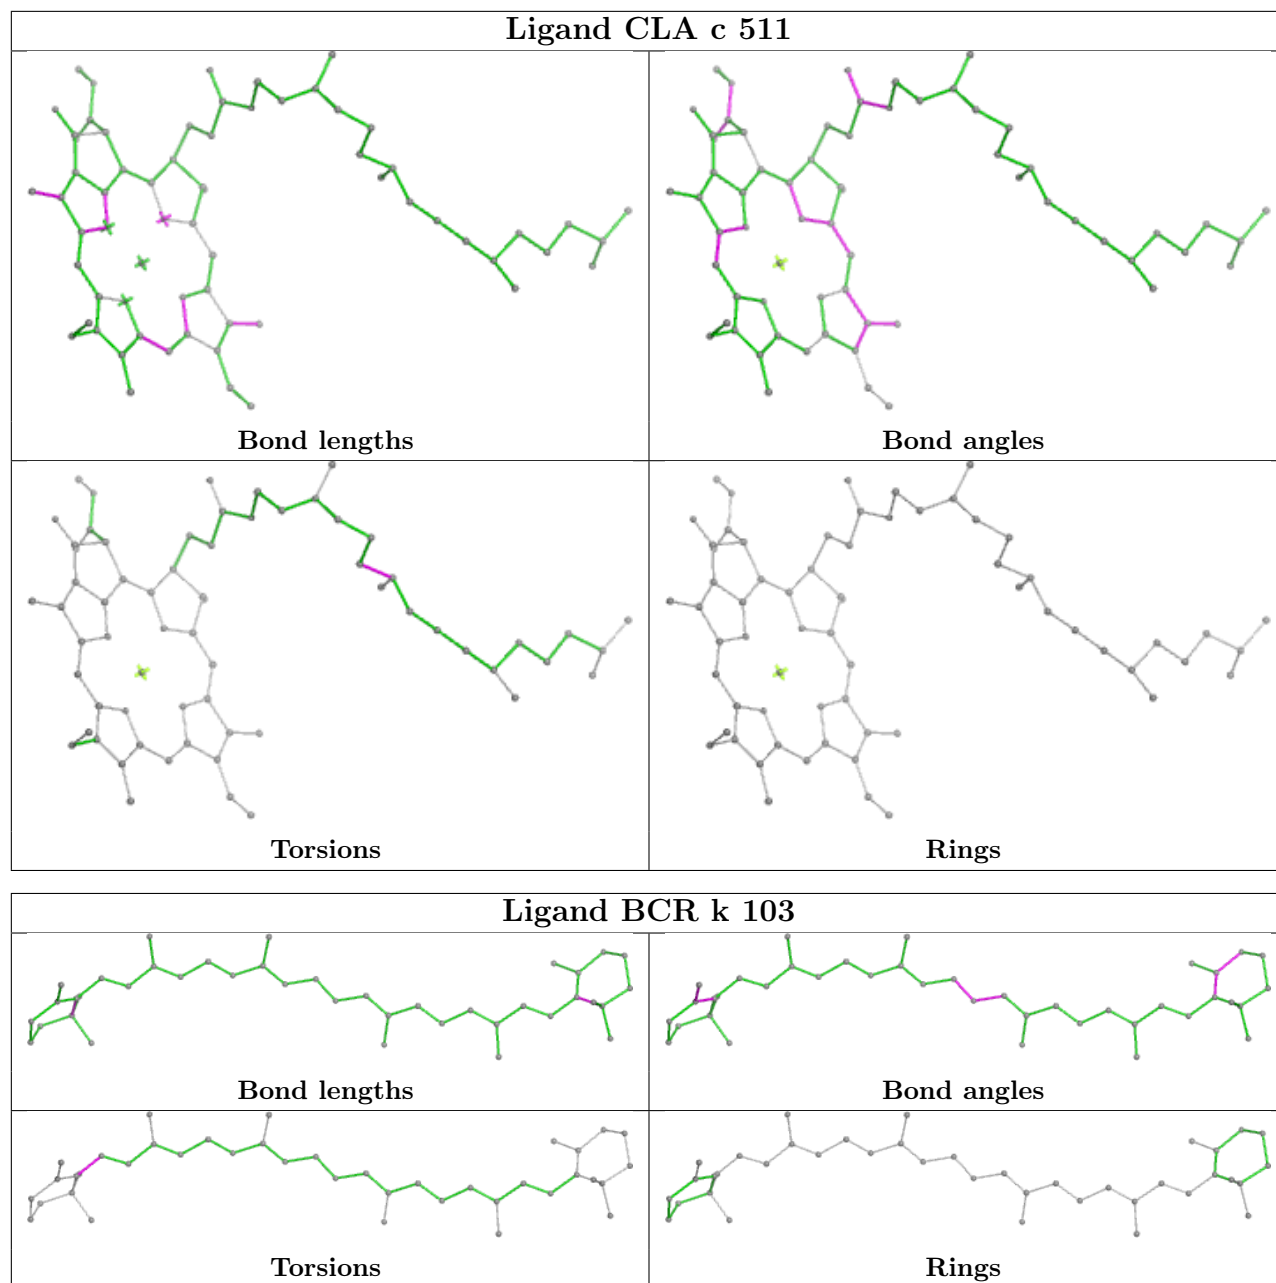 Ligand CLA c 511
Bond lengths
Bond angles
Torsions
Rings
Ligand BCR k 103
Bond lengths
Bond angles
Torsions
Rings